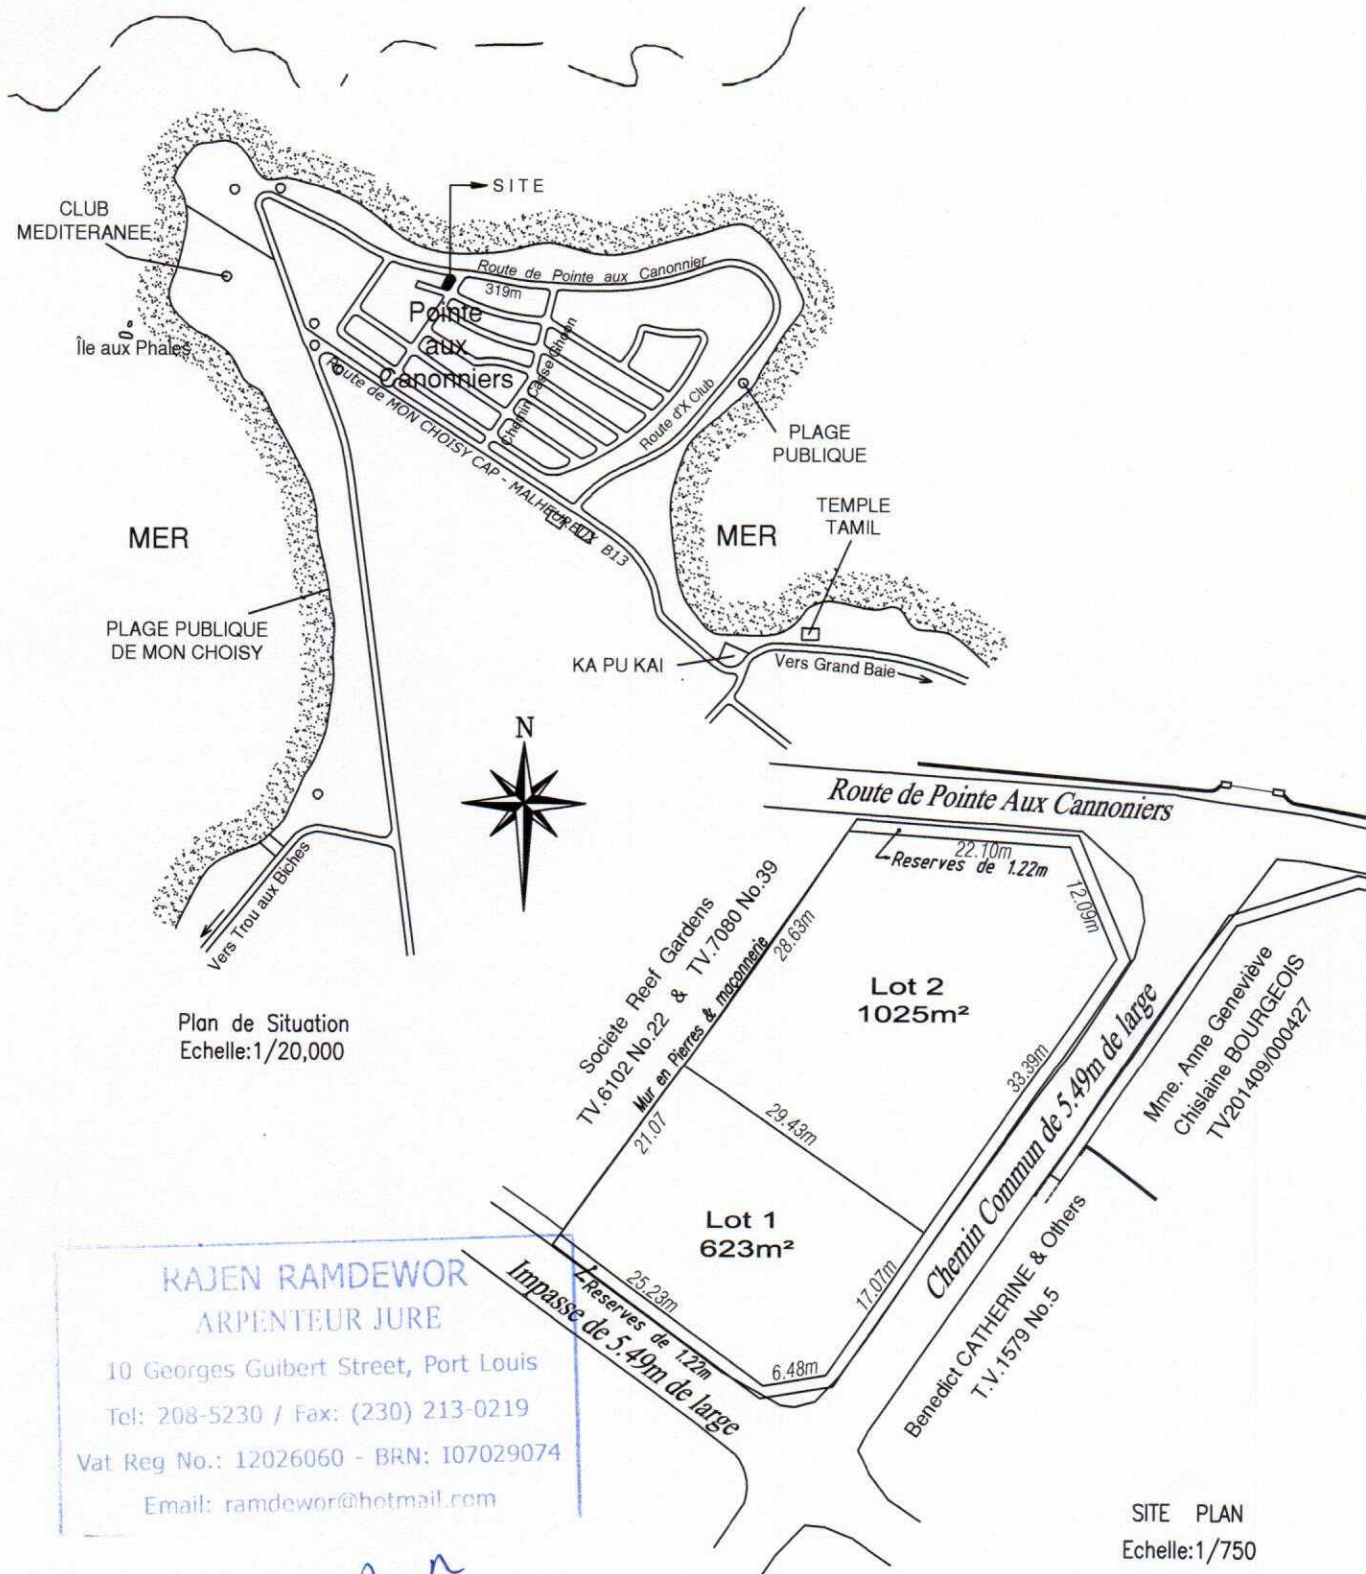 SITE
CLUB
MEDITERANEE
Route de Pointe aux Canonnier
319m
Pointe
aux
Canonniers
Île aux Phales
Chemin Casse Ghoon
Route d'X Club
Route de MON CHOISY CAP - MALHEUREUX B13
PLAGE
PUBLIQUE
TEMPLE
TAMIL
MER
MER
PLAGE PUBLIQUE
DE MON CHOISY
KA PU KAI
Vers Grand Baie
N
Vers Trou aux Biches
Plan de Situation
Echelle:1/20,000
Route de Pointe Aux Cannoniers
22.10m
Reserves de 1.22m
12.09m
Societe Reef Gardens
TV.6102 No.22 & TV.7080 No.39
Mur en Pierres & maçonnerie
28.63m
21.07
Lot 2
1025m²
33.39m
29.43m
Chemin Commun de 5.49m de large
Mme. Anne Geneviève
Chislaine BOURGEOIS
TV201409/000427
Lot 1
623m²
17.07m
25.23m
Reserves de 1.22m
6.48m
Impasse de 5.49m de large
Benedict CATHERINE & Others
T.V.1579 No.5
RAJEN RAMDEWOR
ARPENTEUR JURE
10 Georges Guibert Street, Port Louis
Tel: 208-5230 / Fax: (230) 213-0219
Vat Reg No.: 12026060 - BRN: I07029074
Email: ramdewor@hotmail.com
SITE PLAN
Echelle:1/750